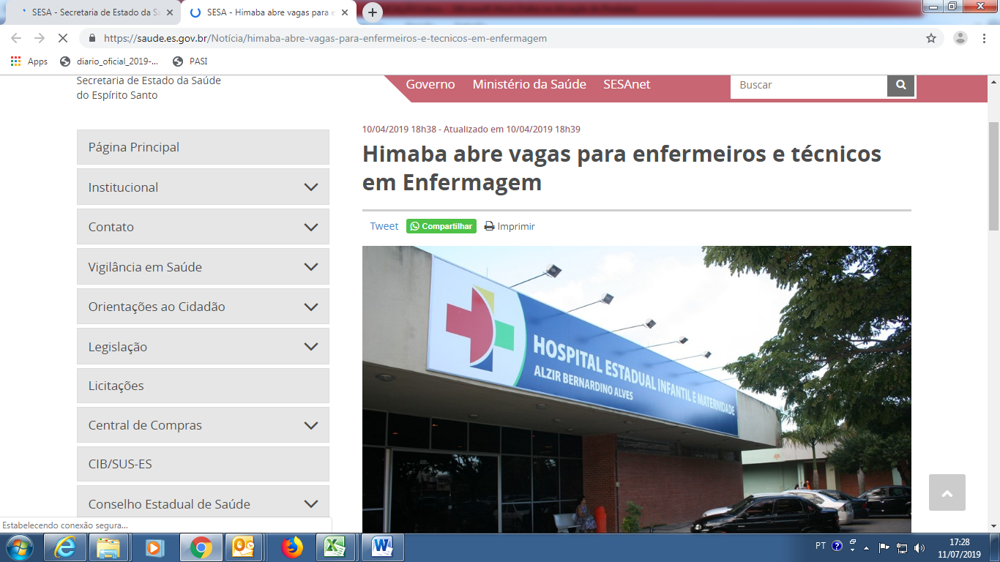 SESA - Secretaria de Estado da Sa
SESA - Himaba abre vagas para e
https://saude.es.gov.br/Notícia/himaba-abre-vagas-para-enfermeiros-e-tecnicos-em-enfermagem
Apps
diario_oficial_2019-...
PASI
Secretaria de Estado da Saúde
do Espírito Santo
Governo
Ministério da Saúde
SESAnet
Buscar
Página Principal
Institucional
Contato
Vigilância em Saúde
Orientações ao Cidadão
Legislação
Licitações
Central de Compras
CIB/SUS-ES
Conselho Estadual de Saúde
10/04/2019 18h38 - Atualizado em 10/04/2019 18h39
Himaba abre vagas para enfermeiros e técnicos
em Enfermagem
Tweet
Compartilhar
Imprimir
HOSPITAL ESTADUAL INFANTIL E MATERNIDADE
ALZIR BERNARDINO ALVES
Estabelecendo conexão segura...
PT
17:28
11/07/2019